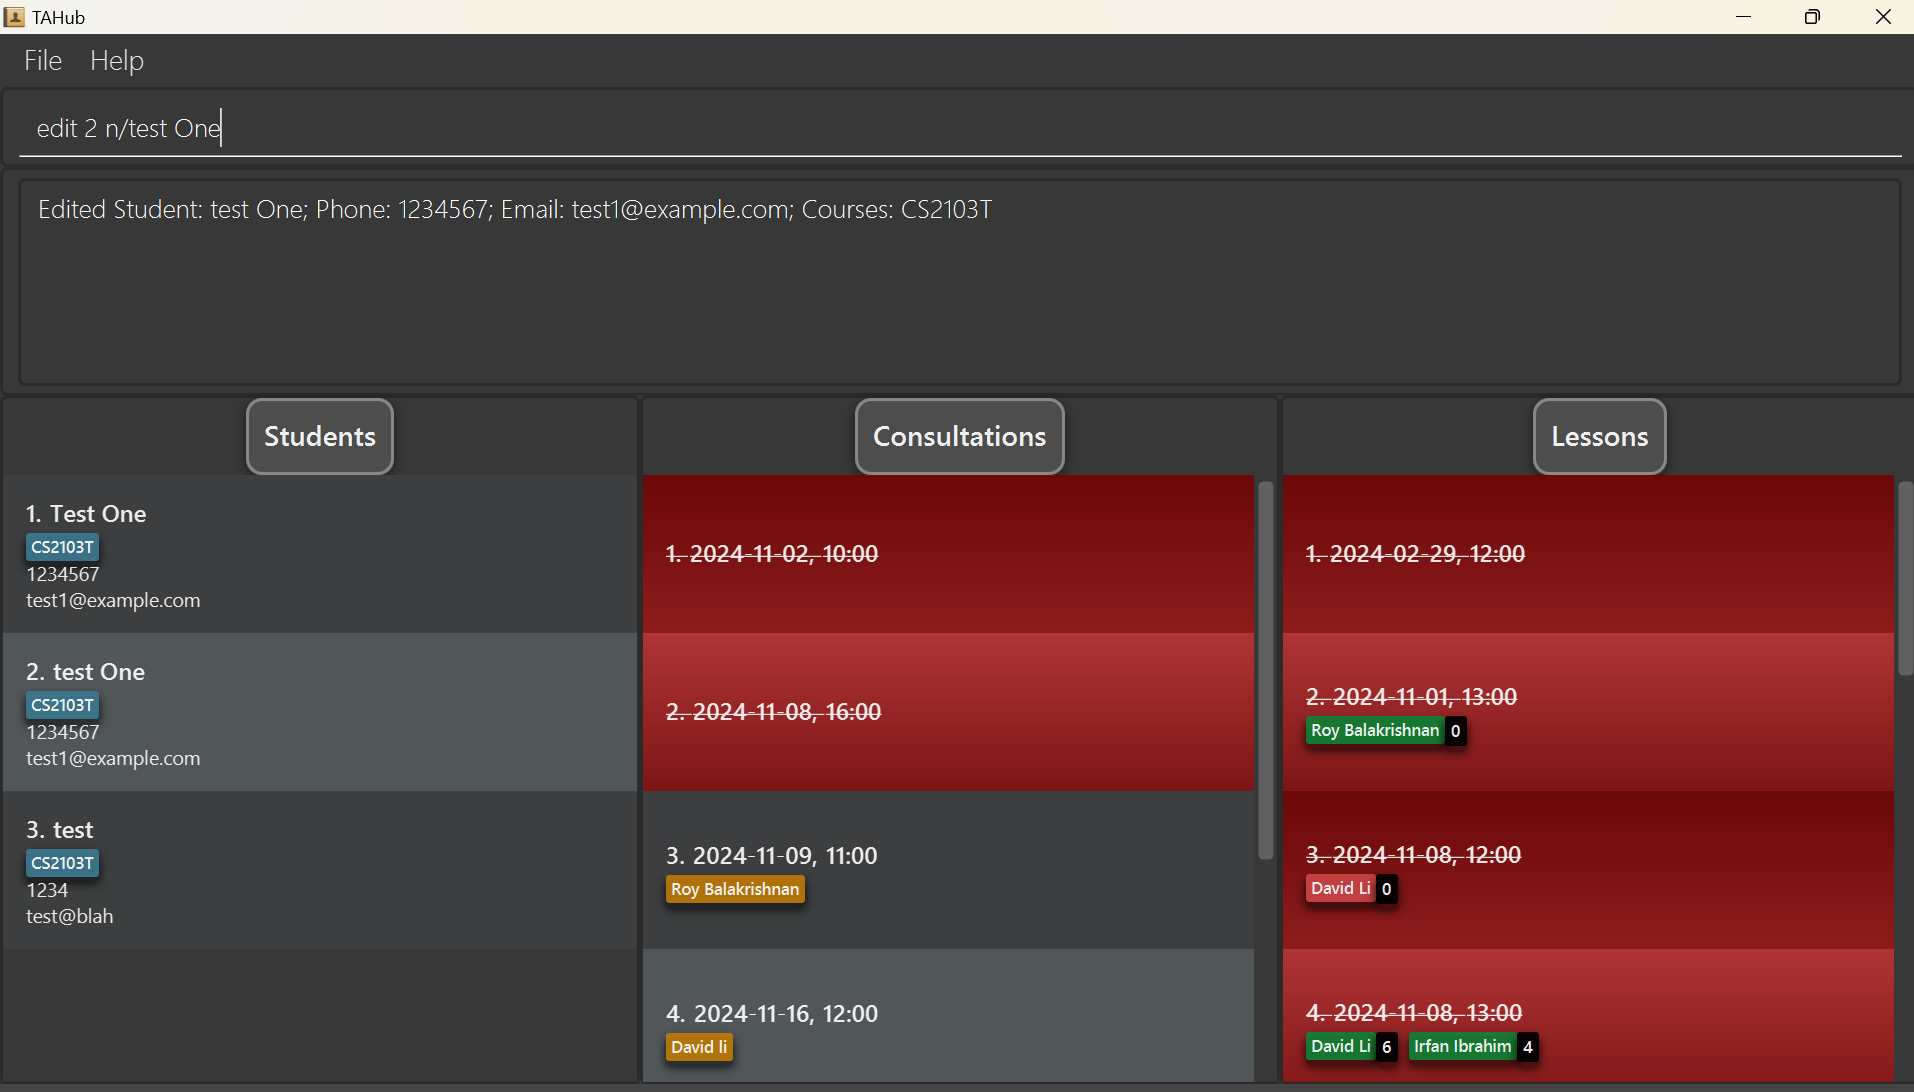 TAHub
File Help
edit 2 n/test One
Edited Student: test One; Phone: 1234567; Email: test1@example.com; Courses: CS2103T
Students
1. Test One
CS2103T
1234567
test1@example.com
2. test One
CS2103T
1234567
test1@example.com
3. test
CS2103T
1234
test@blah
Consultations
1. 2024-11-02, 10:00
2. 2024-11-08, 16:00
3. 2024-11-09, 11:00
Roy Balakrishnan
4. 2024-11-16, 12:00
David li
Lessons
1. 2024-02-29, 12:00
2. 2024-11-01, 13:00
Roy Balakrishnan 0
3. 2024-11-08, 12:00
David Li 0
4. 2024-11-08, 13:00
David Li 6 Irfan Ibrahim 4